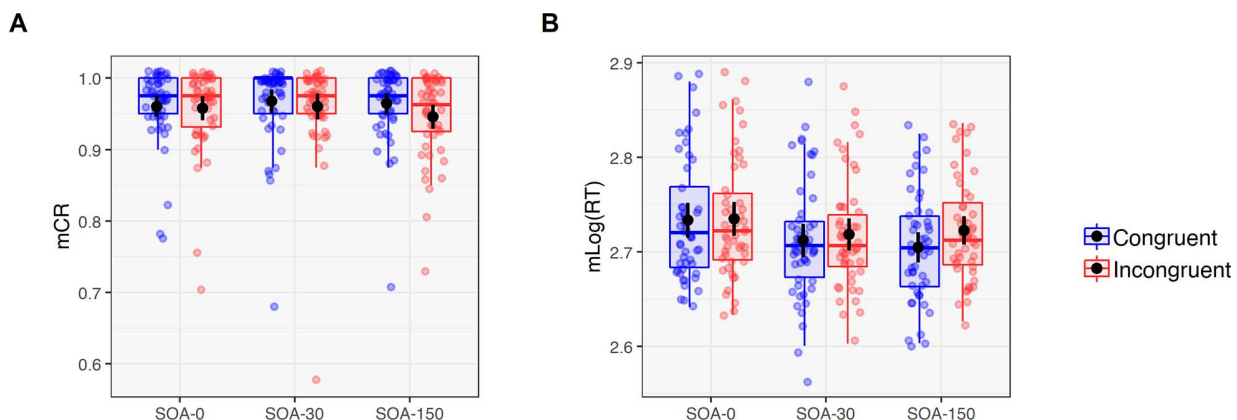 A
mCR
1.0
0.9
0.8
0.7
0.6
SOA-0 SOA-30 SOA-150
B
mLog(RT)
2.9
2.8
2.7
2.6
SOA-0 SOA-30 SOA-150
Congruent
Incongruent